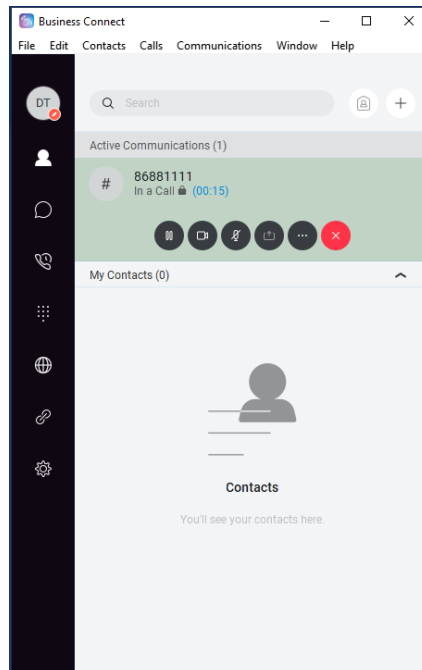 Business Connect
File Edit Contacts Calls Communications Window Help
DT
Search
Active Communications (1)
#
86881111
In a Call (00:15)
My Contacts (0)
Contacts
You'll see your contacts here.